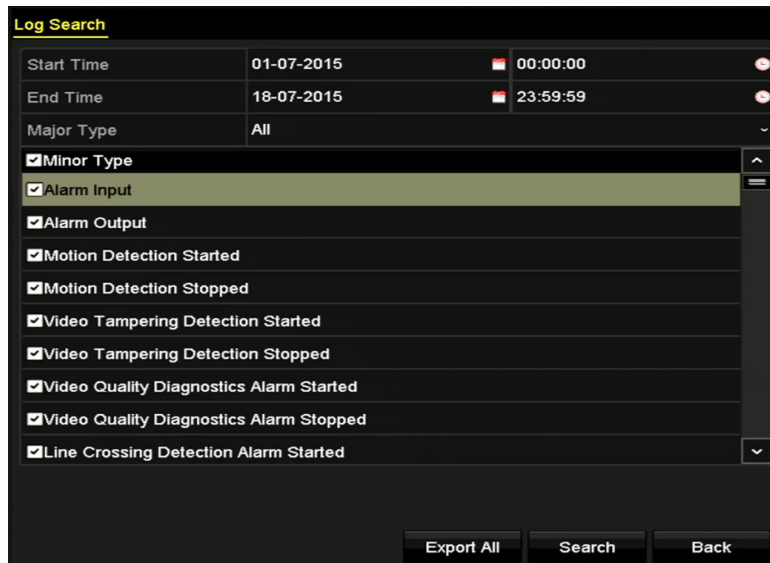 Log Search
Start Time 01-07-2015 00:00:00
End Time 18-07-2015 23:59:59
Major Type All
Minor Type
Alarm Input
Alarm Output
Motion Detection Started
Motion Detection Stopped
Video Tampering Detection Started
Video Tampering Detection Stopped
Video Quality Diagnostics Alarm Started
Video Quality Diagnostics Alarm Stopped
Line Crossing Detection Alarm Started
Export All Search Back